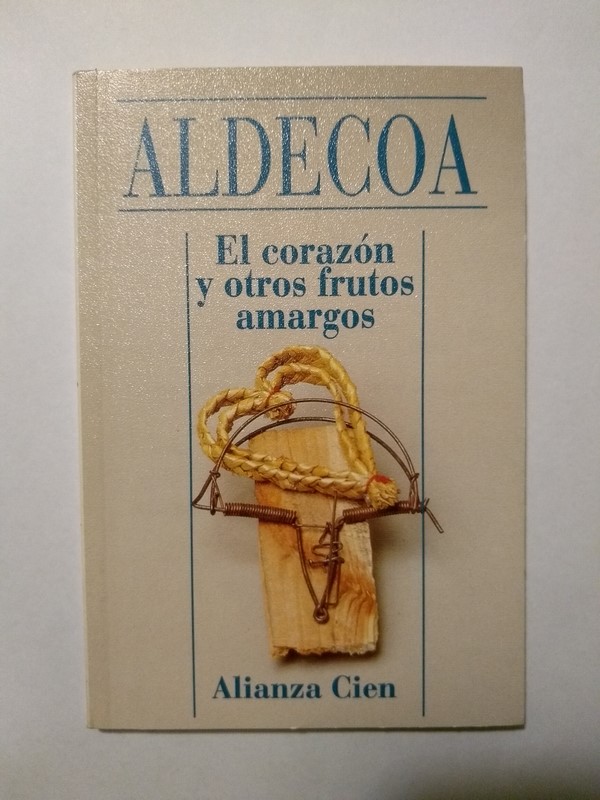 ALDECOA
El corazón
y otros frutos
amargos
Alianza Cien